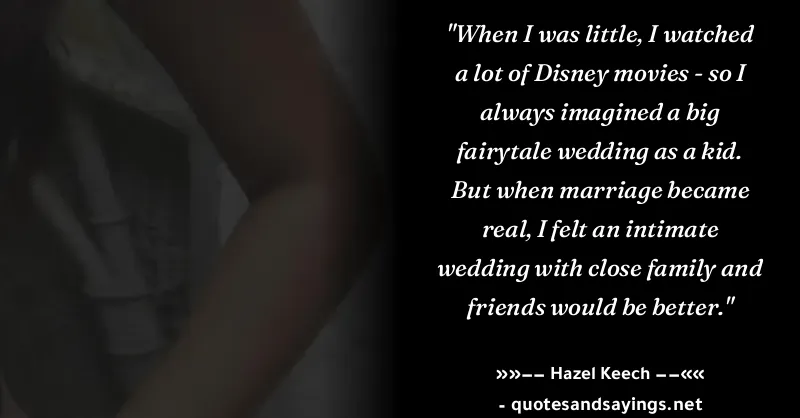 "When I was little, I watched
a lot of Disney movies - so I
always imagined a big
fairytale wedding as a kid.
But when marriage became
real, I felt an intimate
wedding with close family and
friends would be better."
»»–– Hazel Keech ––««
- quotesandsayings.net